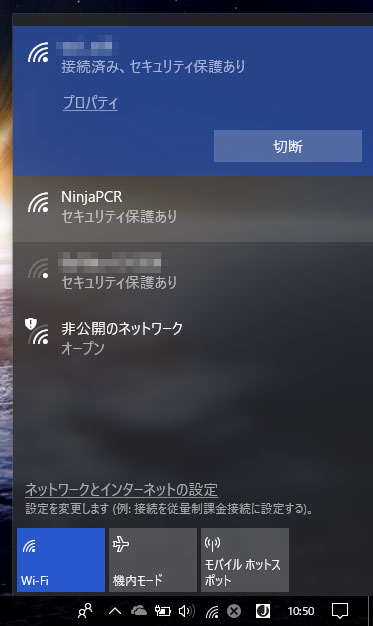 接続済み、セキュリティ保護あり
プロパティ
切断
NinjaPCR
セキュリティ保護あり
セキュリティ保護あり
非公開のネットワーク
オープン
ネットワークとインターネットの設定
設定を変更します (例: 接続を従量制課金接続に設定する)。
Wi-Fi
機内モード
モバイル ホットス
ポット
10:50